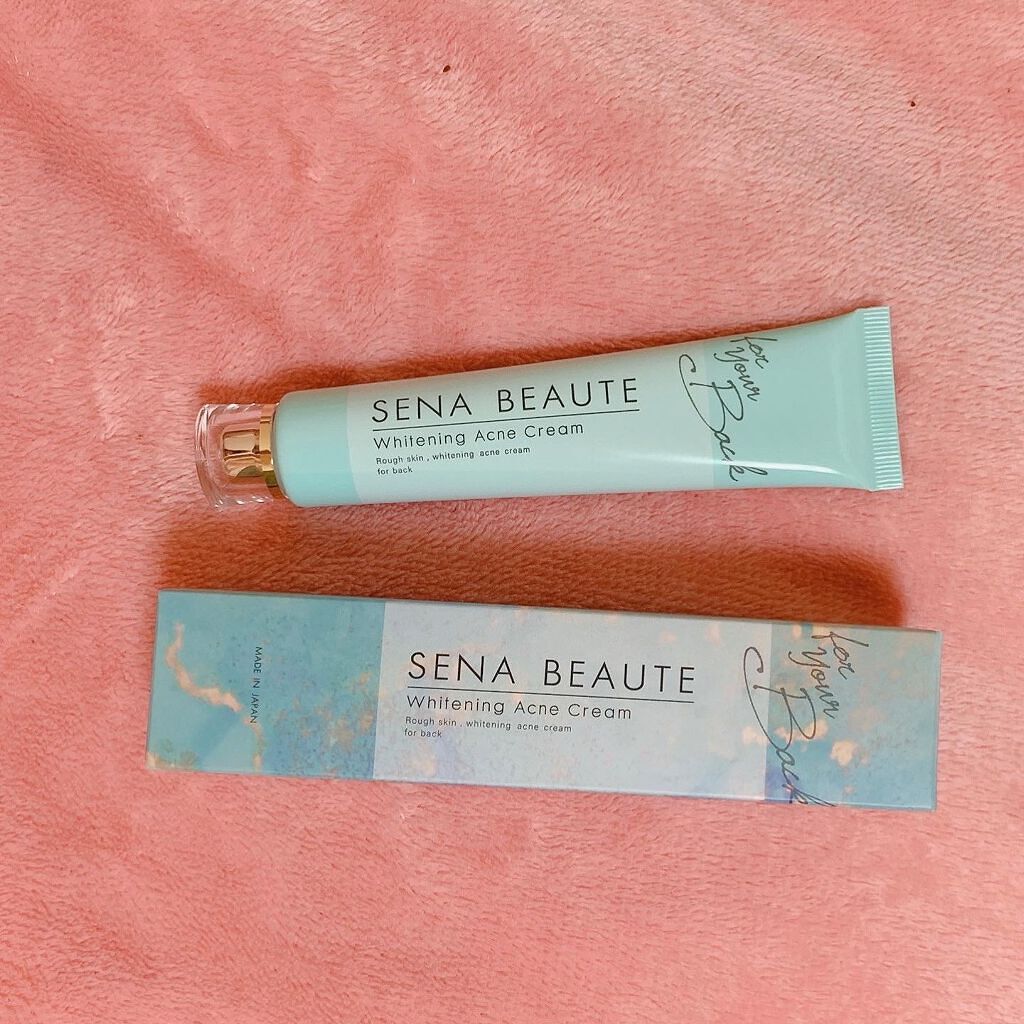 SENA BEAUTE
Whitening Acne Cream
Rough skin , whitening acne cream
for back
for
Your
Back
MADE IN JAPAN
SENA BEAUTE
Whitening Acne Cream
Rough skin , whitening acne cream
for back
for
Your
Back